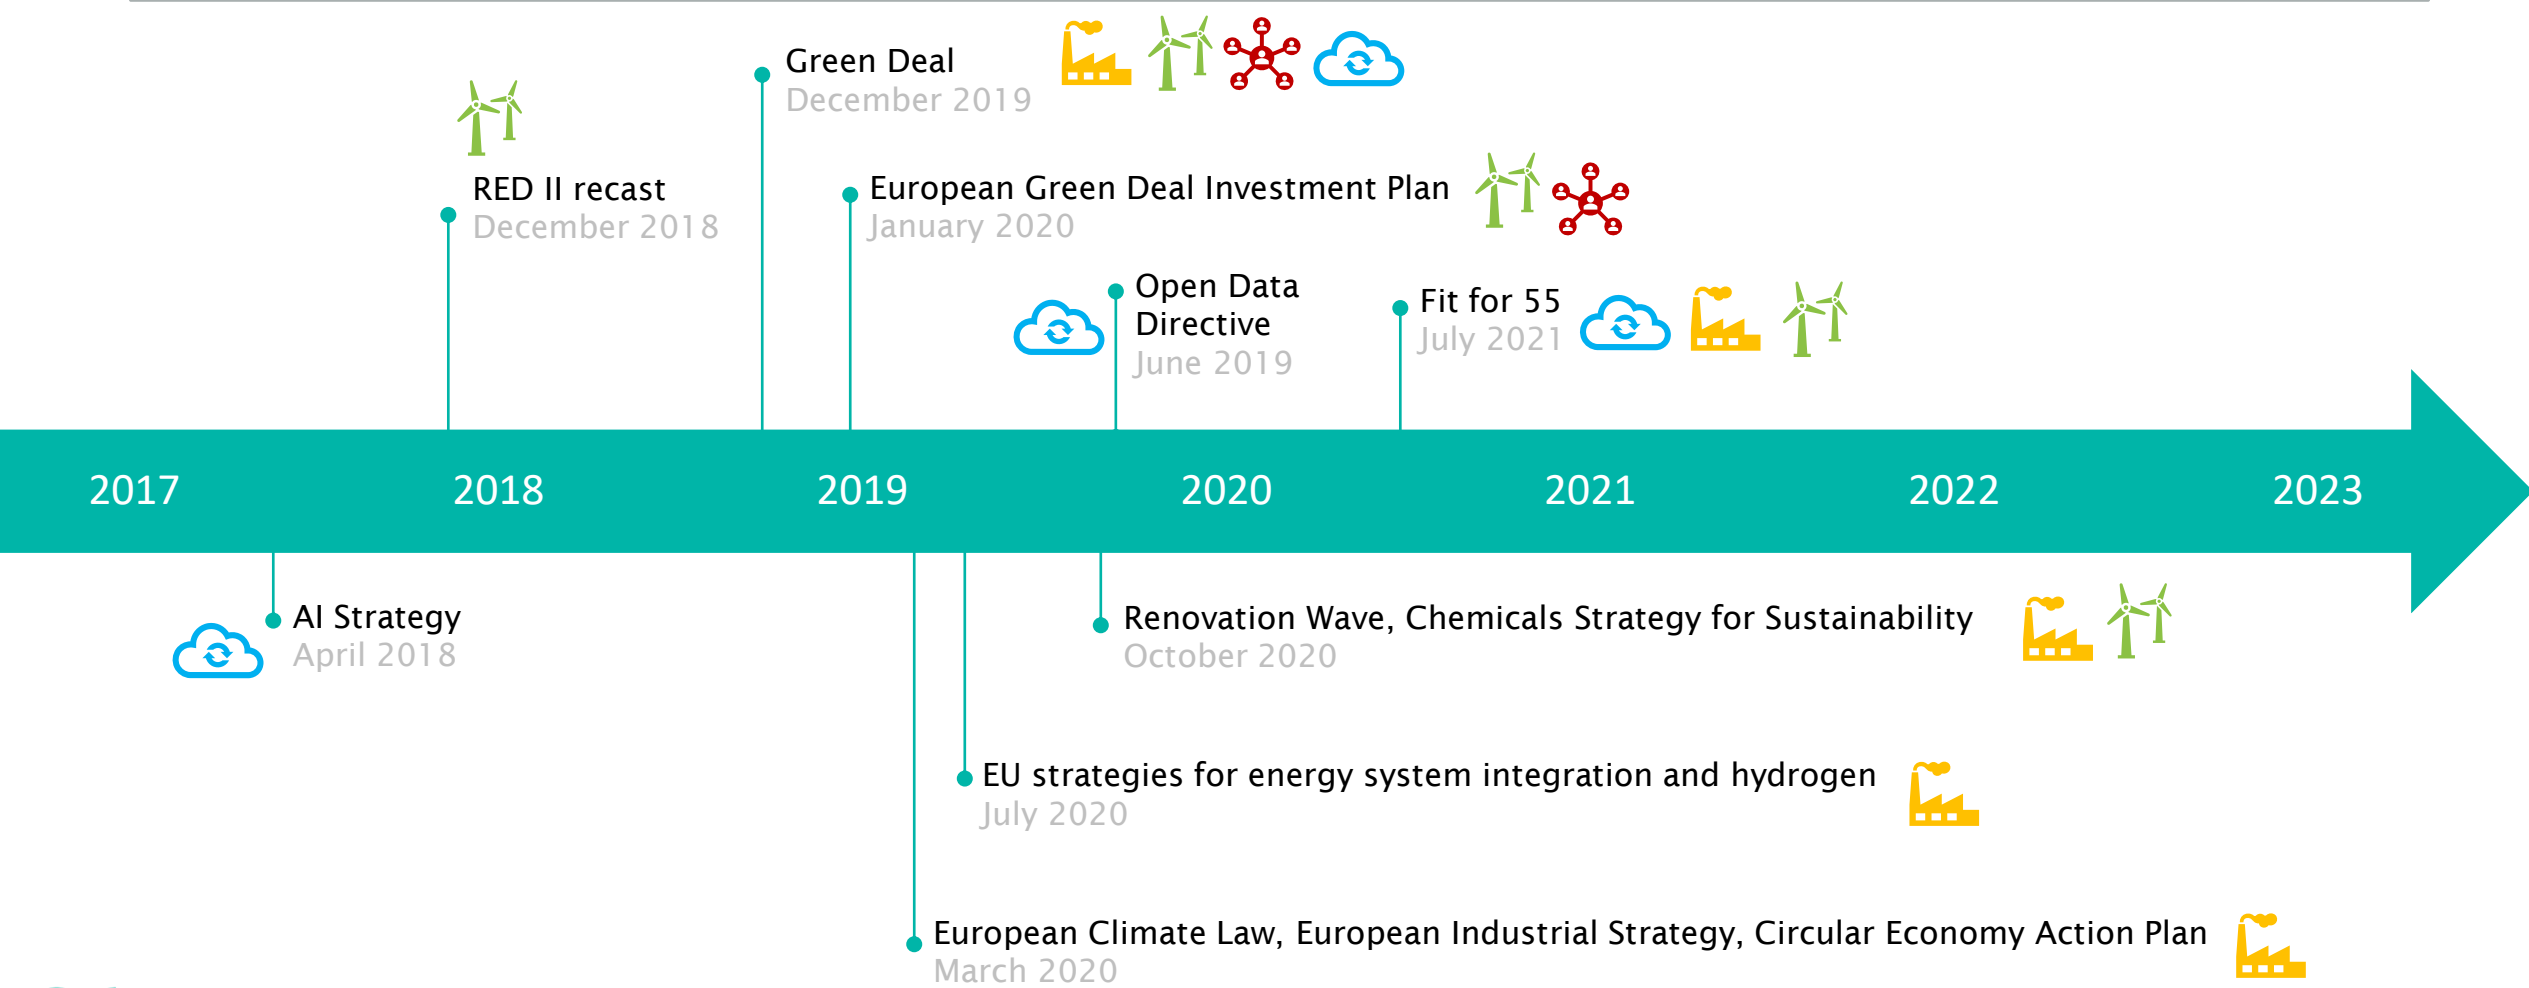 Green Deal
December 2019
RED II recast
December 2018
European Green Deal Investment Plan
January 2020
Open Data
Directive
June 2019
Fit for 55
July 2021
2017 2018 2019 2020 2021 2022 2023
AI Strategy
April 2018
Renovation Wave, Chemicals Strategy for Sustainability
October 2020
EU strategies for energy system integration and hydrogen
July 2020
European Climate Law, European Industrial Strategy, Circular Economy Action Plan
March 2020